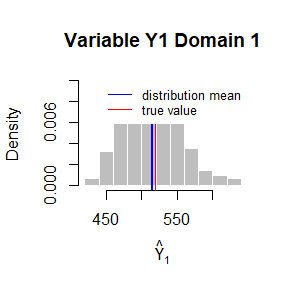 Variable Y1 Domain 1
distribution mean
true value
Density
0.006
0.000
450 550
Ŷ1